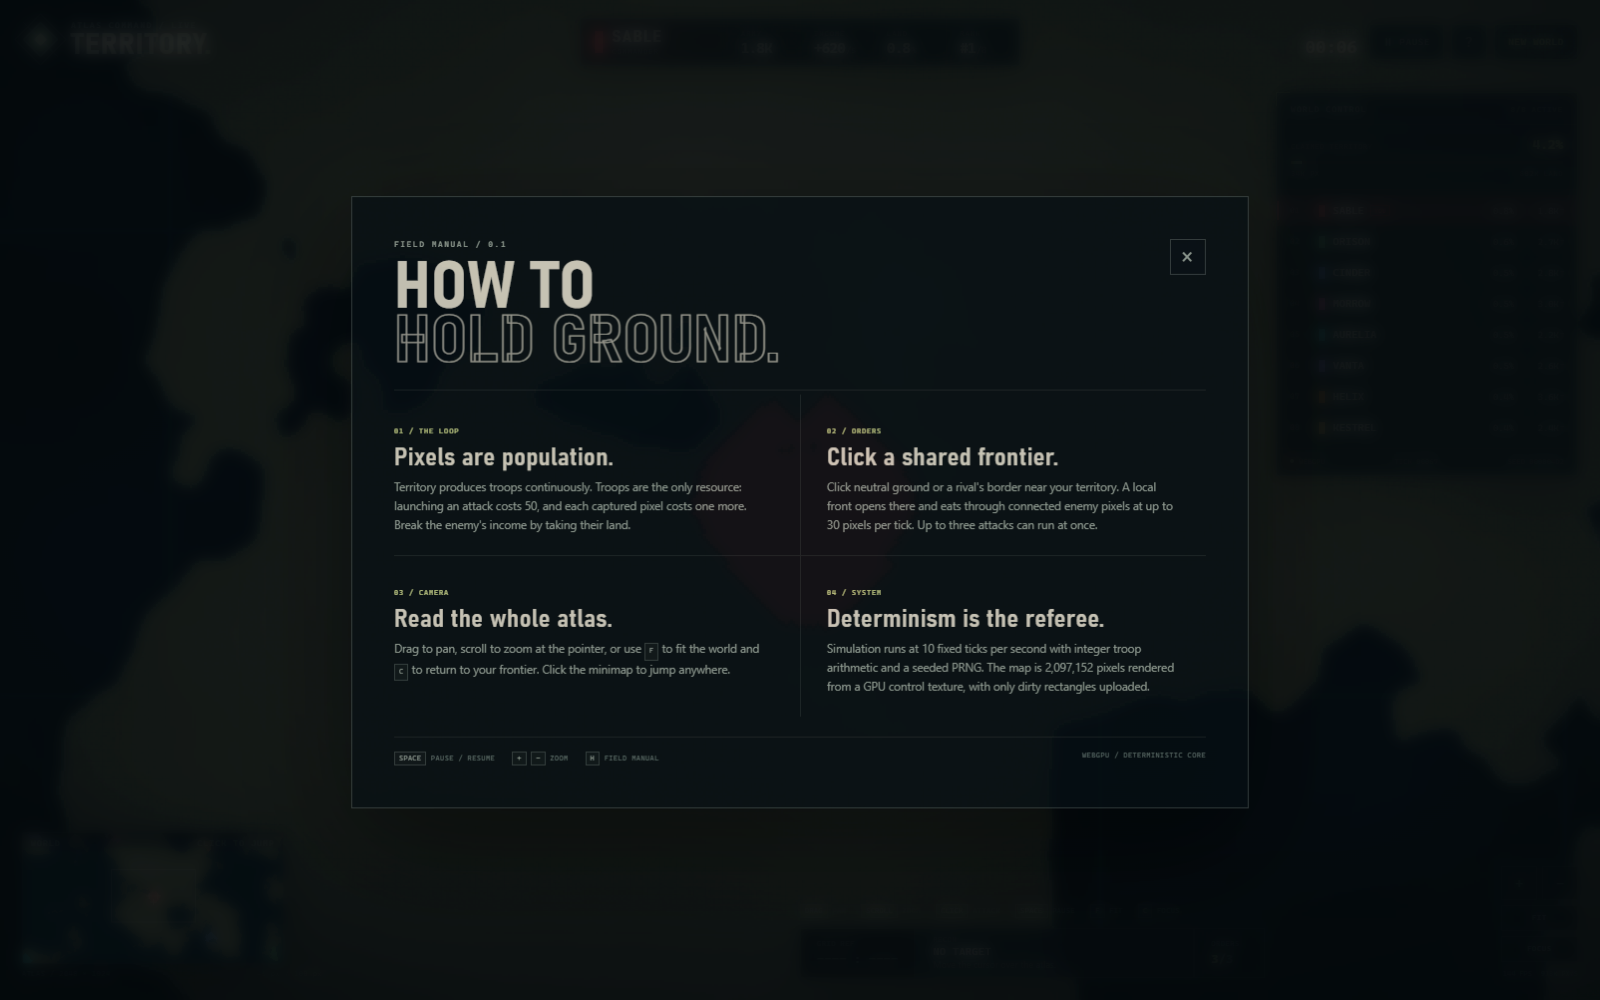 TERRITORY.
SABLE
FIELD MANUAL / 0.1
×
HOW TO
HOLD GROUND.
01 / THE LOOP
Pixels are population.
Territory produces troops continuously. Troops are the only resource:
launching an attack costs 50, and each captured pixel costs one more.
Break the enemy's income by taking their land.
02 / ORDERS
Click a shared frontier.
Click neutral ground or a rival's border near your territory. A local
front opens there and eats through connected enemy pixels at up to
30 pixels per tick. Up to three attacks can run at once.
03 / CAMERA
Read the whole atlas.
Drag to pan, scroll to zoom at the pointer, or use F to fit the world and
C to return to your frontier. Click the minimap to jump anywhere.
04 / SYSTEM
Determinism is the referee.
Simulation runs at 10 fixed ticks per second with integer troop
arithmetic and a seeded PRNG. The map is 2,097,152 pixels rendered
from a GPU control texture, with only dirty rectangles uploaded.
SPACE PAUSE / RESUME + − ZOOM H FIELD MANUAL
WEBGPU / DETERMINISTIC CORE